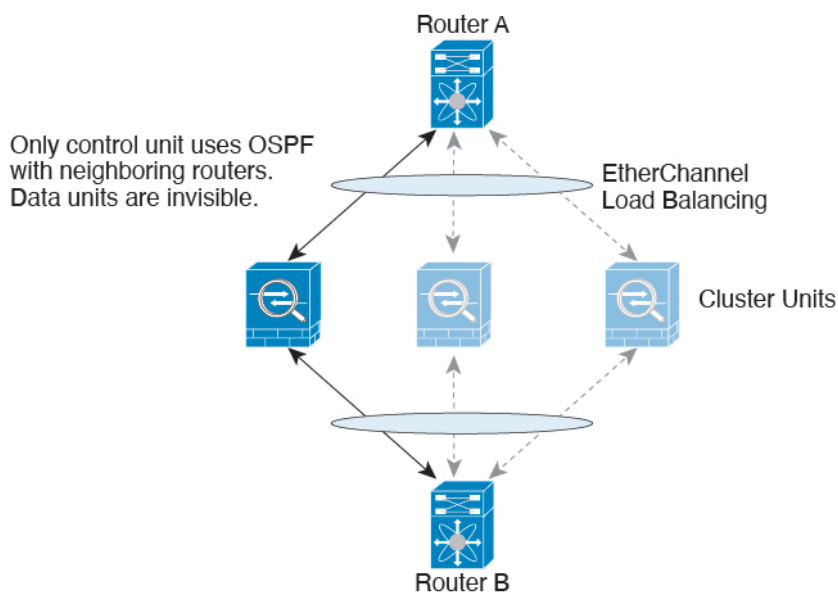 Router A
Only control unit uses OSPF
with neighboring routers.
Data units are invisible.
EtherChannel
Load Balancing
Cluster Units
Router B